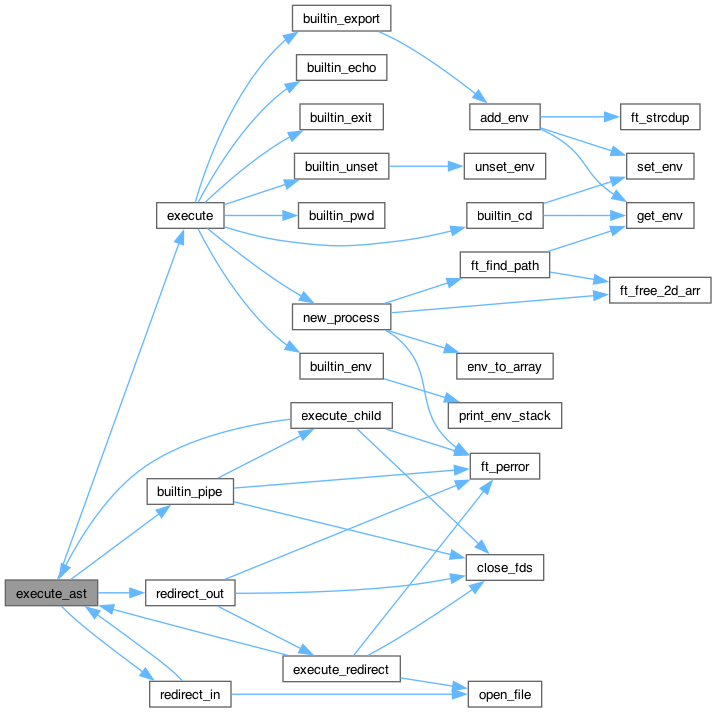 builtin_export
builtin_echo
builtin_exit
add_env
ft_strcdup
builtin_unset
unset_env
set_env
execute
builtin_pwd
builtin_cd
get_env
ft_find_path
ft_free_2d_arr
new_process
builtin_env
env_to_array
execute_child
print_env_stack
builtin_pipe
ft_perror
execute_ast
redirect_out
close_fds
execute_redirect
redirect_in
open_file